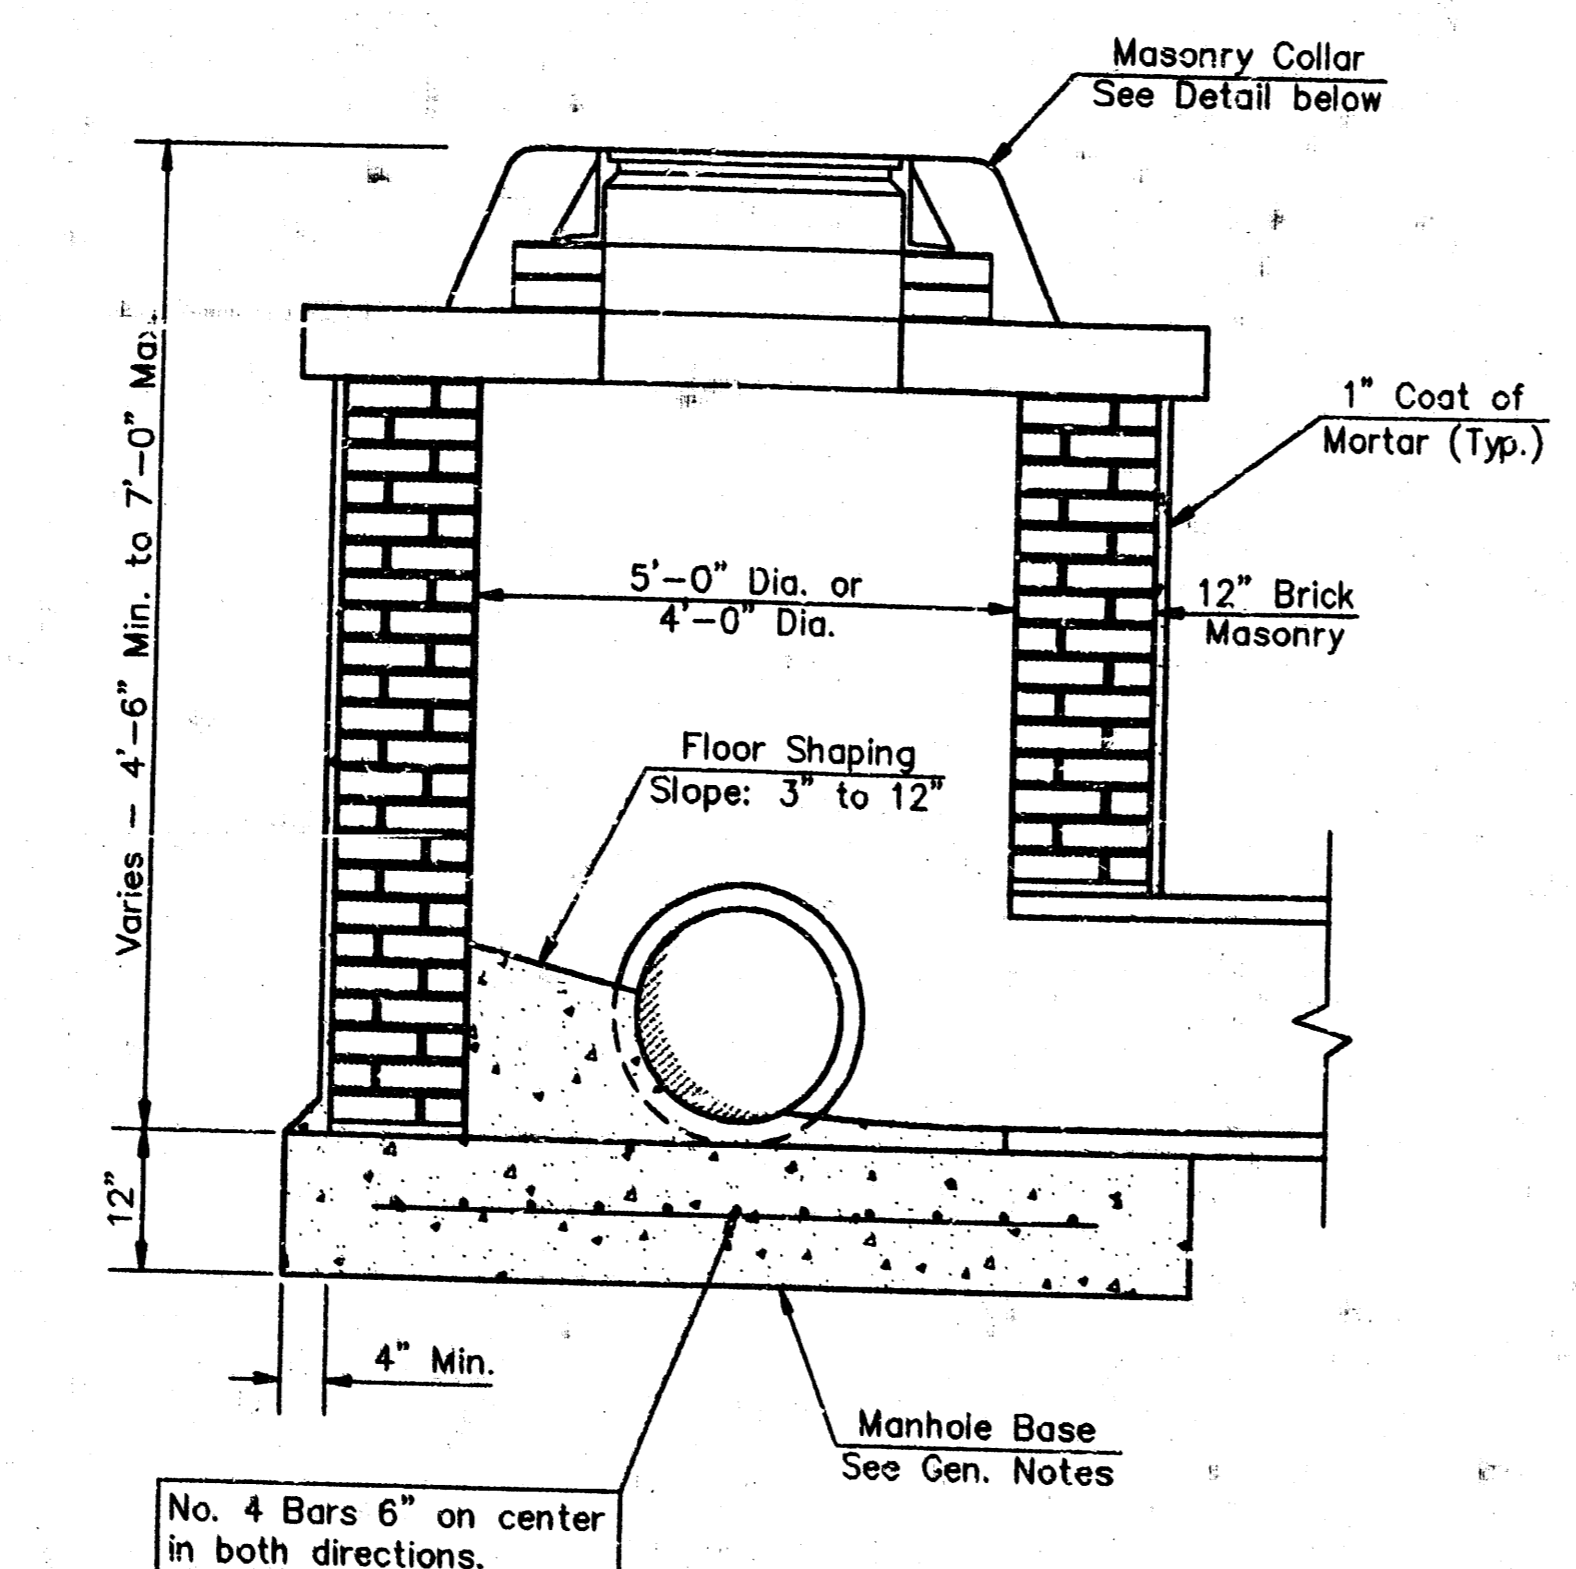 Masonry Collar
See Detail below
Varies – 4'–6" Min. to 7'–0" Max.
1" Coat of
Mortar (Typ.)
5'–0" Dia. or
4'–0" Dia.
12" Brick
Masonry
Floor Shaping
Slope: 3" to 12"
12"
4" Min.
Manhole Base
See Gen. Notes
No. 4 Bars 6" on center
in both directions.